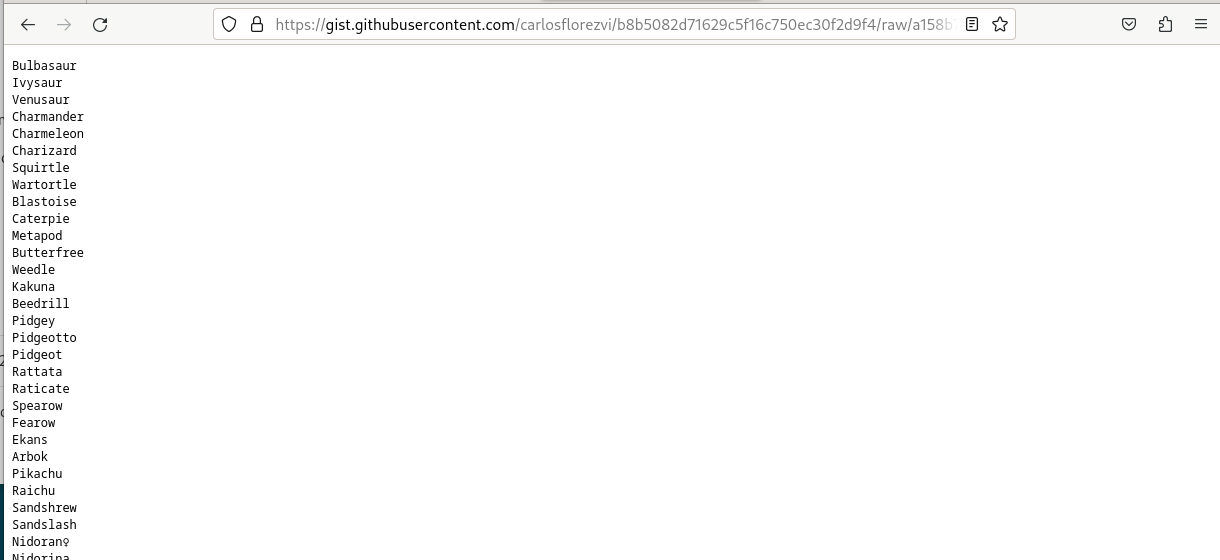 https://gist.githubusercontent.com/carlosflorezvi/b8b5082d71629c5f16c750ec30f2d9f4/raw/a158b
Bulbasaur
Ivysaur
Venusaur
Charmander
Charmeleon
Charizard
Squirtle
Wartortle
Blastoise
Caterpie
Metapod
Butterfree
Weedle
Kakuna
Beedrill
Pidgey
Pidgeotto
Pidgeot
Rattata
Raticate
Spearow
Fearow
Ekans
Arbok
Pikachu
Raichu
Sandshrew
Sandslash
Nidoran♀
Nidorina